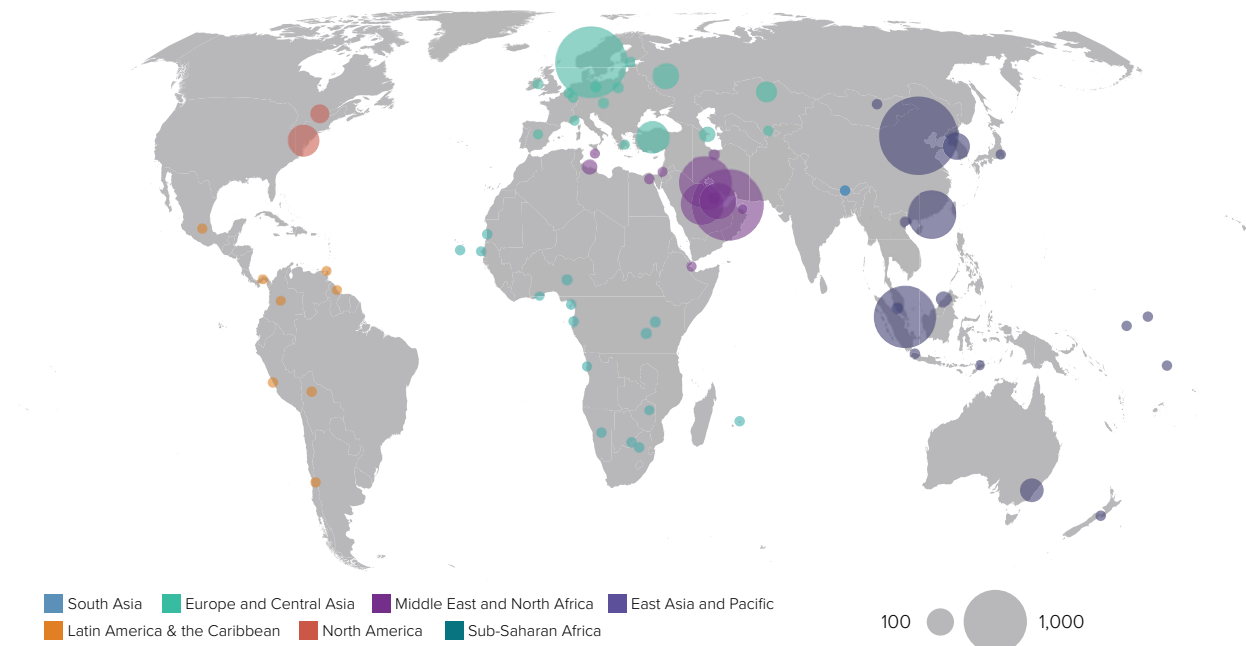 South Asia Europe and Central Asia Middle East and North Africa East Asia and Pacific
Latin America & the Caribbean North America Sub-Saharan Africa
100 1,000